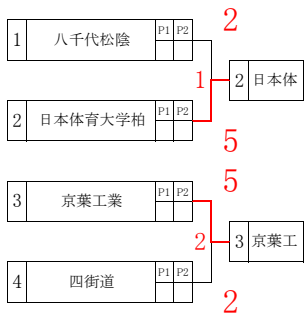 2
1 八千代松陰 P1 P2
1 2 日本体
2 日本体育大学柏 P1 P2
5
5
3 京葉工業 P1 P2
2 3 京葉工
4 四街道 P1 P2
2